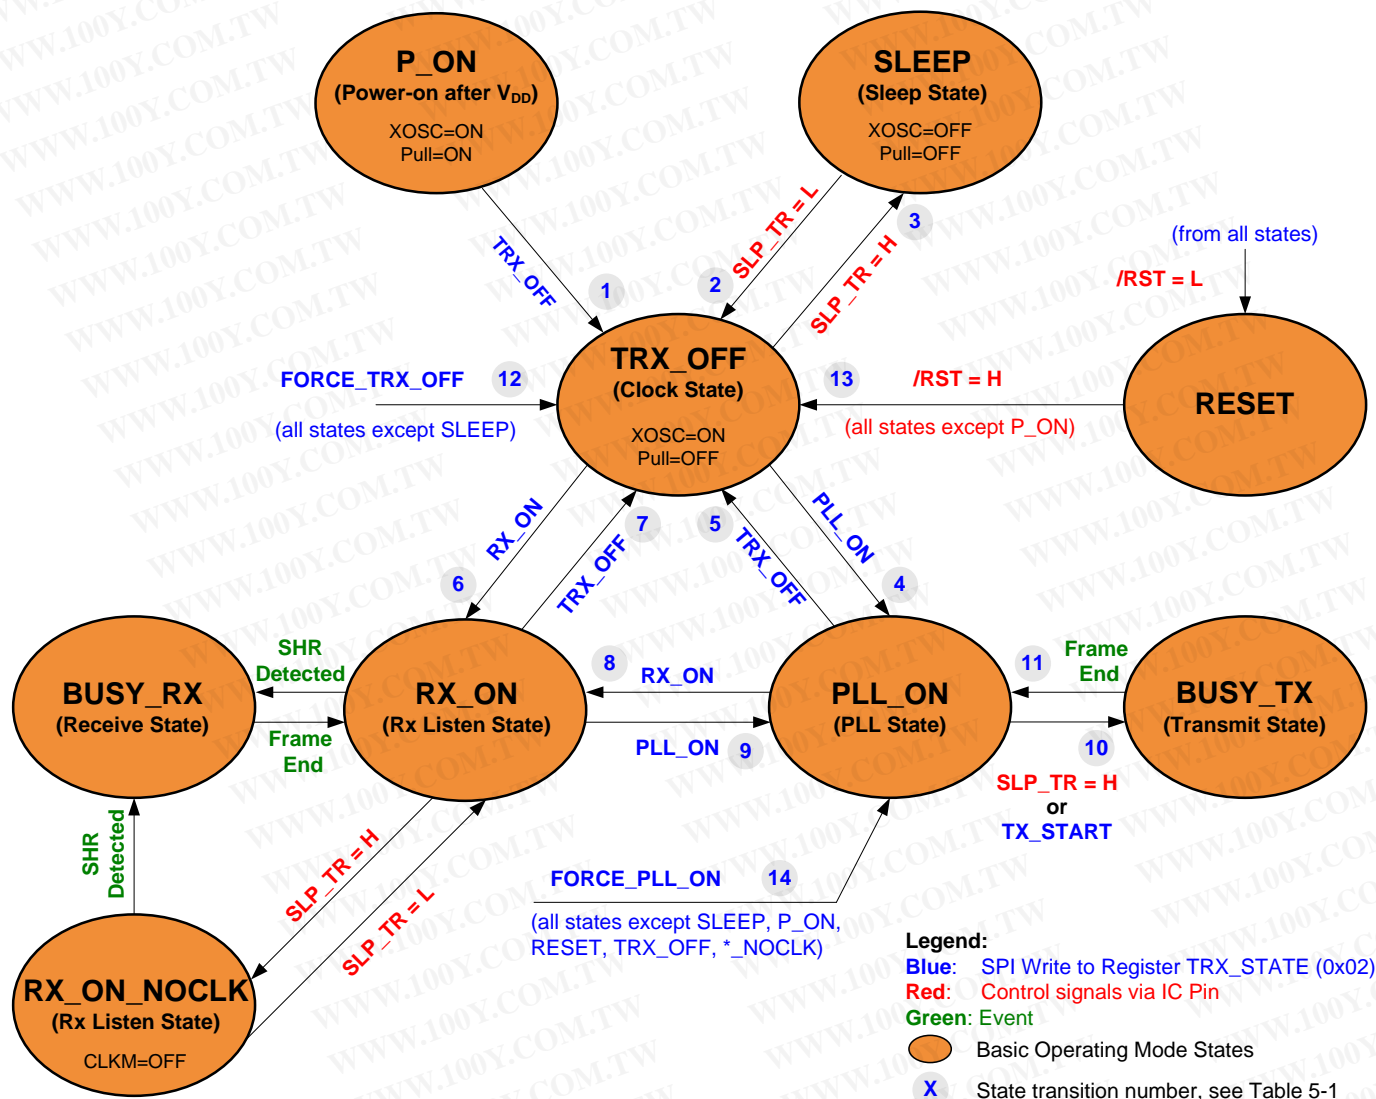 P_ON
(Power-on after VDD)
XOSC=ON
Pull=ON
SLEEP
(Sleep State)
XOSC=OFF
Pull=OFF
TRX_OFF
1
2
SLP_TR = L
SLP_TR = H
3
(from all states)
/RST = L
TRX_OFF
(Clock State)
XOSC=ON
Pull=OFF
FORCE_TRX_OFF 12
(all states except SLEEP)
13 /RST = H
(all states except P_ON)
RESET
RX_ON
6
7
TRX_OFF
5
TRX_OFF
PLL_ON
4
BUSY_RX
(Receive State)
SHR
Detected
Frame
End
RX_ON
(Rx Listen State)
8
RX_ON
PLL_ON 9
PLL_ON
(PLL State)
11 Frame
End
10
SLP_TR = H
or
TX_START
BUSY_TX
(Transmit State)
SHR
Detected
SLP_TR = H
SLP_TR = L
RX_ON_NOCLK
(Rx Listen State)
CLKM=OFF
FORCE_PLL_ON 14
(all states except SLEEP, P_ON,
RESET, TRX_OFF, *_NOCLK)
Legend:
Blue: SPI Write to Register TRX_STATE (0x02)
Red: Control signals via IC Pin
Green: Event
Basic Operating Mode States
X State transition number, see Table 5-1
WWW.100Y.COM.TW